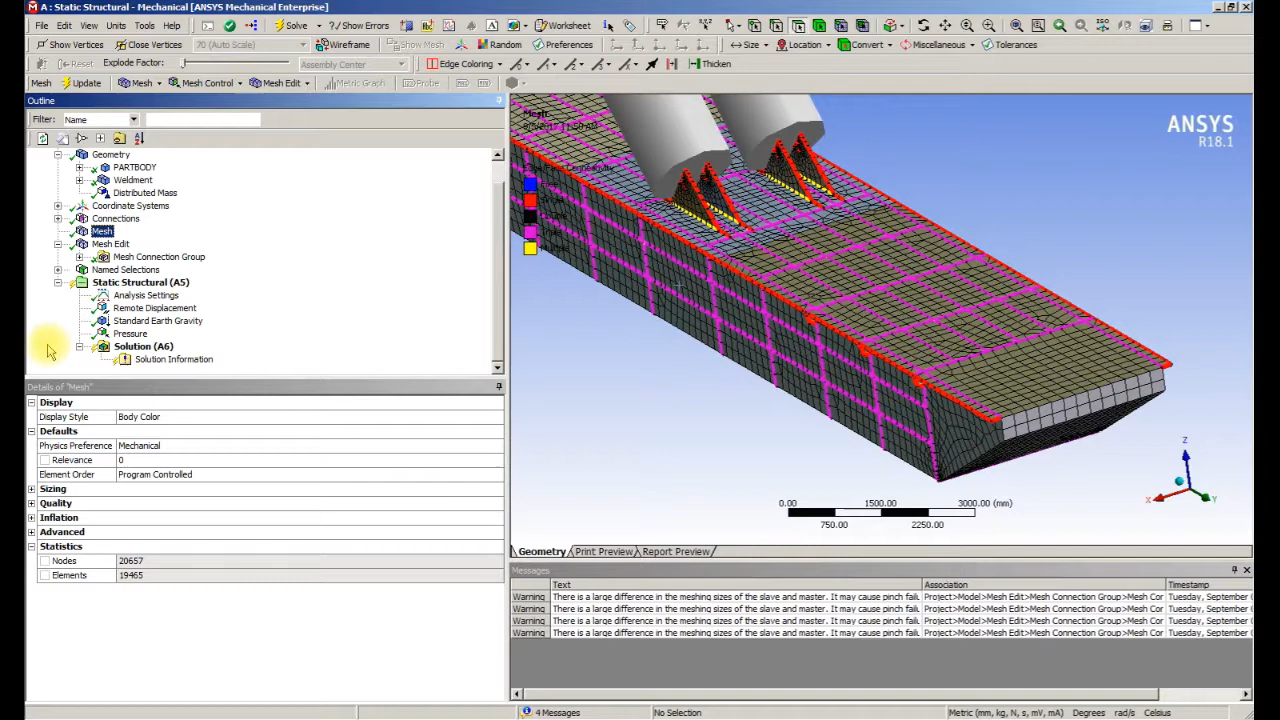 A : Static Structural - Mechanical [ANSYS Mechanical Enterprise]
File Edit View Units Tools Help Solve ?/Show Errors Worksheet
Show Vertices Close Vertices 70 (Auto Scale) Wireframe Show Mesh Random Preferences Size Location Convert Miscellaneous Tolerances
Reset Explode Factor: Assembly Center Edge Coloring Thicken
Mesh Update Mesh Mesh Control Mesh Edit Metric Graph Probe
Outline
Filter: Name
Geometry
PARTBODY
Weldment
Distributed Mass
Coordinate Systems
Connections
Mesh
Mesh Edit
Mesh Connection Group
Named Selections
Static Structural (A5)
Analysis Settings
Remote Displacement
Standard Earth Gravity
Pressure
Solution (A6)
Solution Information
Details of "Mesh"
Display
Display Style Body Color
Defaults
Physics Preference Mechanical
Relevance 0
Element Order Program Controlled
Sizing
Quality
Inflation
Advanced
Statistics
Nodes 20657
Elements 19465
Mesh
ANSYS
R18.1
Z
X
Y
0.00 1500.00 3000.00 (mm)
750.00 2250.00
Geometry Print Preview Report Preview
Messages
Text Association Timestamp
Warning There is a large difference in the meshing sizes of the slave and master. It may cause pinch failu Project>Model>Mesh Edit>Mesh Connection Group>Mesh Cor Tuesday, September
Warning There is a large difference in the meshing sizes of the slave and master. It may cause pinch failu Project>Model>Mesh Edit>Mesh Connection Group>Mesh Cor Tuesday, September
Warning There is a large difference in the meshing sizes of the slave and master. It may cause pinch failu Project>Model>Mesh Edit>Mesh Connection Group>Mesh Cor Tuesday, September
Warning There is a large difference in the meshing sizes of the slave and master. It may cause pinch failu Project>Model>Mesh Edit>Mesh Connection Group>Mesh Cor Tuesday, September
4 Messages No Selection Metric (mm, kg, N, s, mV, mA) Degrees rad/s Celsius